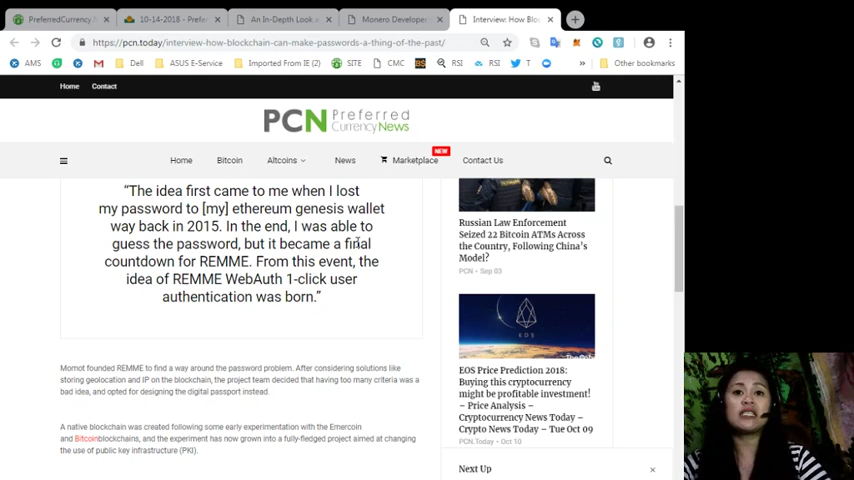 PreferredCurrency N
10-14-2018 - Prefer
An In-Depth Look a
Monero Developer
Interview: How Blo
https://pcn.today/interview-how-blockchain-can-make-passwords-a-thing-of-the-past/
AMS
Dell
ASUS E-Service
Imported From IE (2)
SITE
CMC
BS
RSI
RSI
T
Other bookmarks
Home
Contact
PCN Preferred
Currency News
NEW
Home
Bitcoin
Altcoins
News
Marketplace
Contact Us
“The idea first came to me when I lost
my password to [my] ethereum genesis wallet
way back in 2015. In the end, I was able to
guess the password, but it became a final
countdown for REMME. From this event, the
idea of REMME WebAuth 1-click user
authentication was born.”
Momot founded REMME to find a way around the password problem. After considering solutions like
storing geolocation and IP on the blockchain, the project team decided that having too many criteria was a
bad idea, and opted for designing the digital passport instead.
A native blockchain was created following some early experimentation with the Emercoin
and Bitcoinblockchains, and the experiment has now grown into a fully-fledged project aimed at changing
the use of public key infrastructure (PKI).
Russian Law Enforcement
Seized 22 Bitcoin ATMs Across
the Country, Following China’s
Model?
PCN - Sep 03
EOS
EOS Price Prediction 2018:
Buying this cryptocurrency
might be profitable investment!
– Price Analysis –
Cryptocurrency News Today –
Crypto News Today – Tue Oct 09
PCN.Today - Oct 10
Next Up